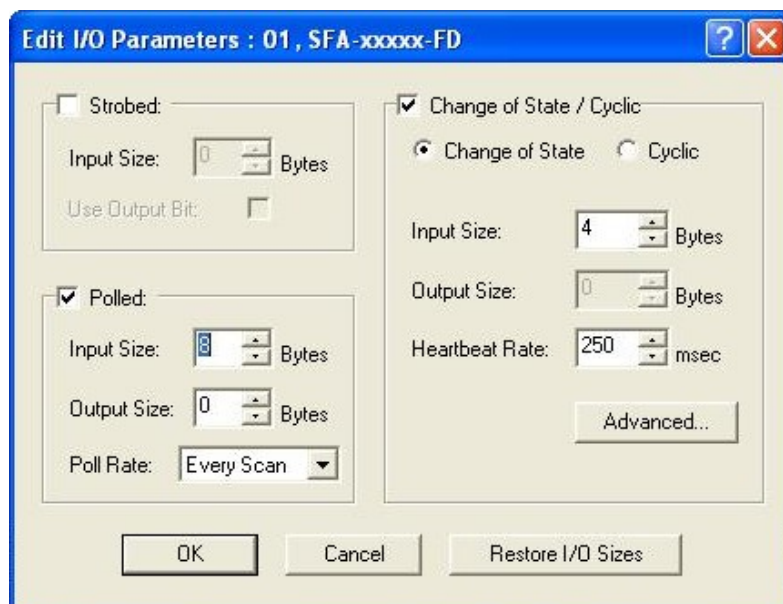 Edit I/O Parameters : 01, SFA-xxxxx-FD
Strobed:
Input Size: 0 Bytes
Use Output Bit:
Polled:
Input Size: 8 Bytes
Output Size: 0 Bytes
Poll Rate: Every Scan
Change of State / Cyclic
Change of State Cyclic
Input Size: 4 Bytes
Output Size: 0 Bytes
Heartbeat Rate: 250 msec
Advanced...
OK Cancel Restore I/O Sizes